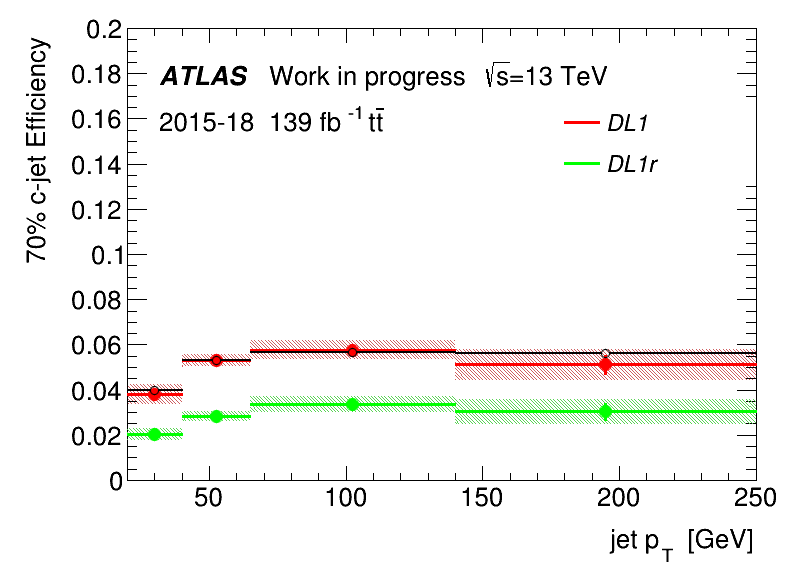 70% c-jet Efficiency
0.2
0.18
0.16
0.14
0.12
0.1
0.08
0.06
0.04
0.02
0
ATLAS Work in progress √s=13 TeV
2015-18 139 fb⁻¹ tt̄
DL1
DL1r
50 100 150 200 250
jet p_T [GeV]